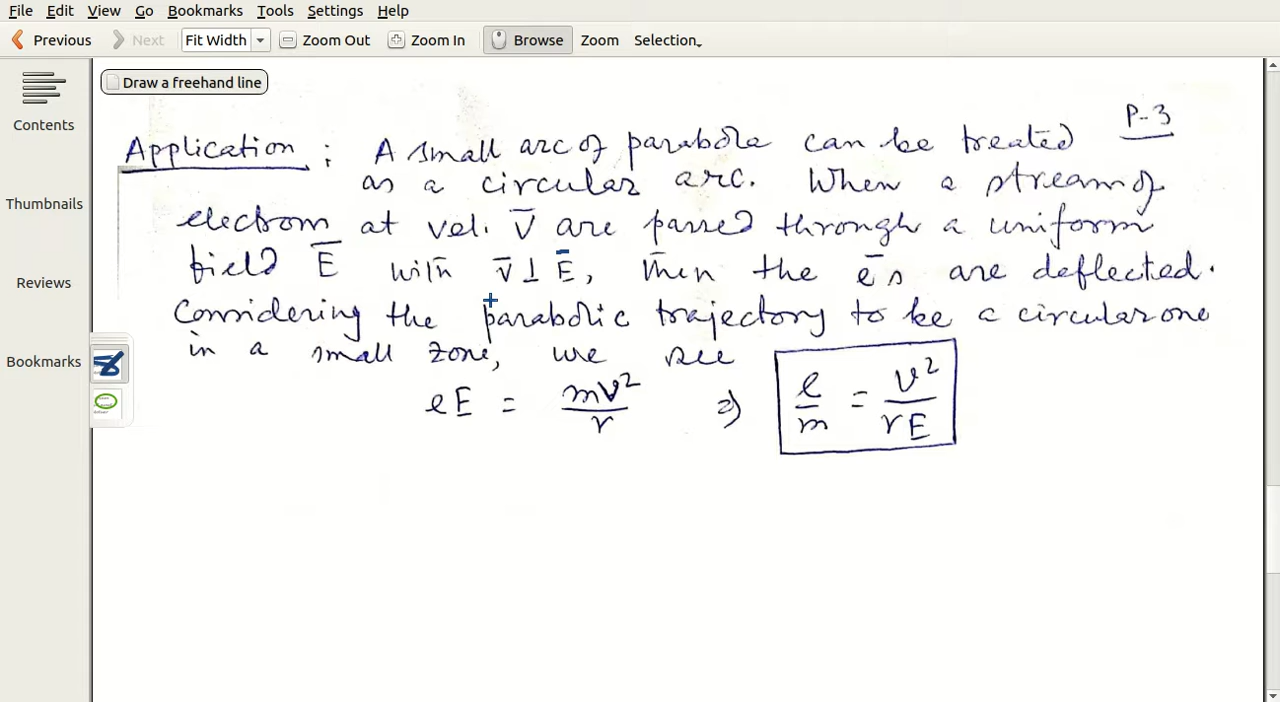 File Edit View Go Bookmarks Tools Settings Help
Previous Next Fit Width Zoom Out Zoom In Browse Zoom Selection
Contents
Thumbnails
Reviews
Bookmarks
Draw a freehand line
P-3
Application : A small arc of parabola can be treated
as a circular arc. When a stream of
electrons at vel. V̄ are passed through a uniform
field Ē with v̄ ⊥ Ē, then the ēs are deflected.
Considering the parabolic trajectory to be a circular one
in a small zone, we see
eE = mv²/r ⇒ e/m = v²/rE